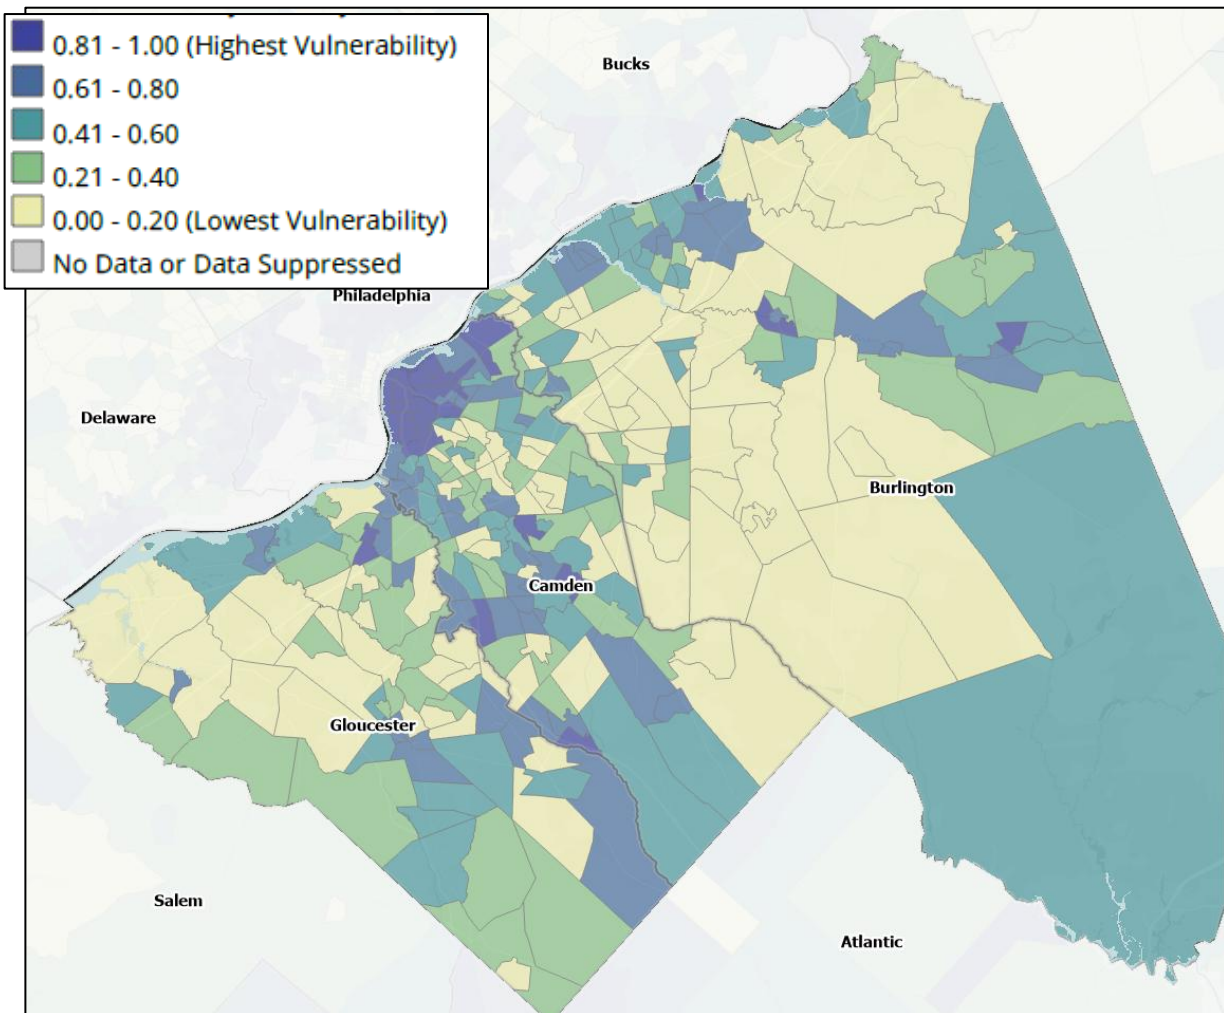 0.81 - 1.00 (Highest Vulnerability)
0.61 - 0.80
0.41 - 0.60
0.21 - 0.40
0.00 - 0.20 (Lowest Vulnerability)
No Data or Data Suppressed
Bucks
Philadelphia
Delaware
Burlington
Camden
Gloucester
Salem
Atlantic